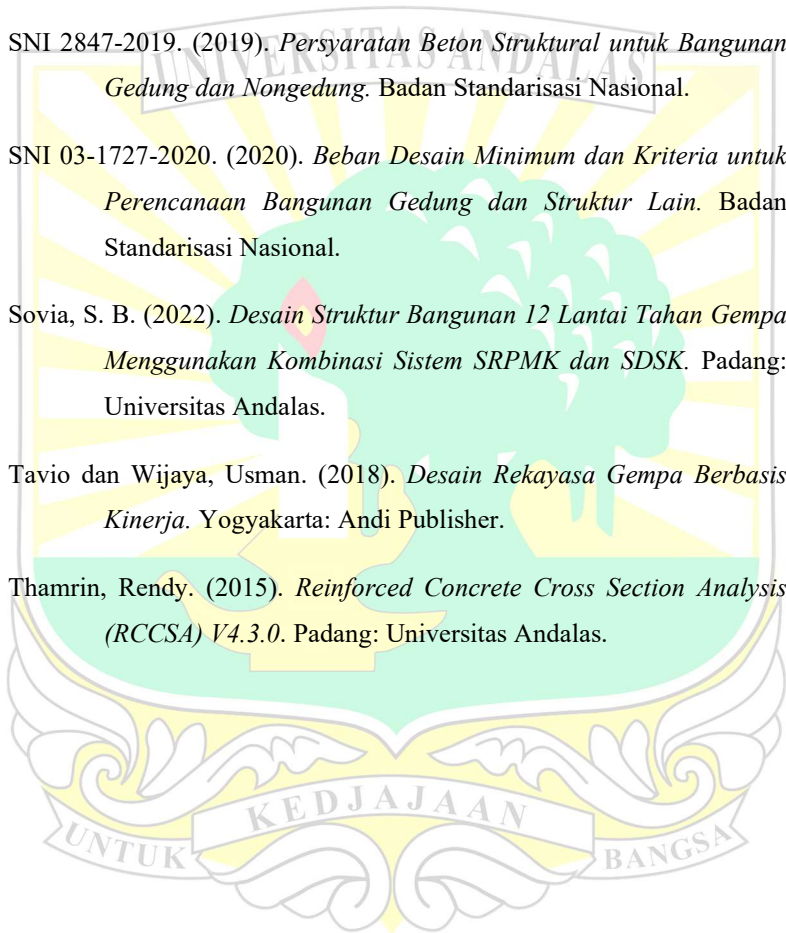 UNIVERSITAS ANDALAS
SNI 2847-2019. (2019). Persyaratan Beton Struktural untuk Bangunan
Gedung dan Nongedung. Badan Standarisasi Nasional.
SNI 03-1727-2020. (2020). Beban Desain Minimum dan Kriteria untuk
Perencanaan Bangunan Gedung dan Struktur Lain. Badan
Standarisasi Nasional.
Sovia, S. B. (2022). Desain Struktur Bangunan 12 Lantai Tahan Gempa
Menggunakan Kombinasi Sistem SRPMK dan SDSK. Padang:
Universitas Andalas.
Tavio dan Wijaya, Usman. (2018). Desain Rekayasa Gempa Berbasis
Kinerja. Yogyakarta: Andi Publisher.
Thamrin, Rendy. (2015). Reinforced Concrete Cross Section Analysis
(RCCSA) V4.3.0. Padang: Universitas Andalas.
UNTUK KEDJAJAAN BANGSA